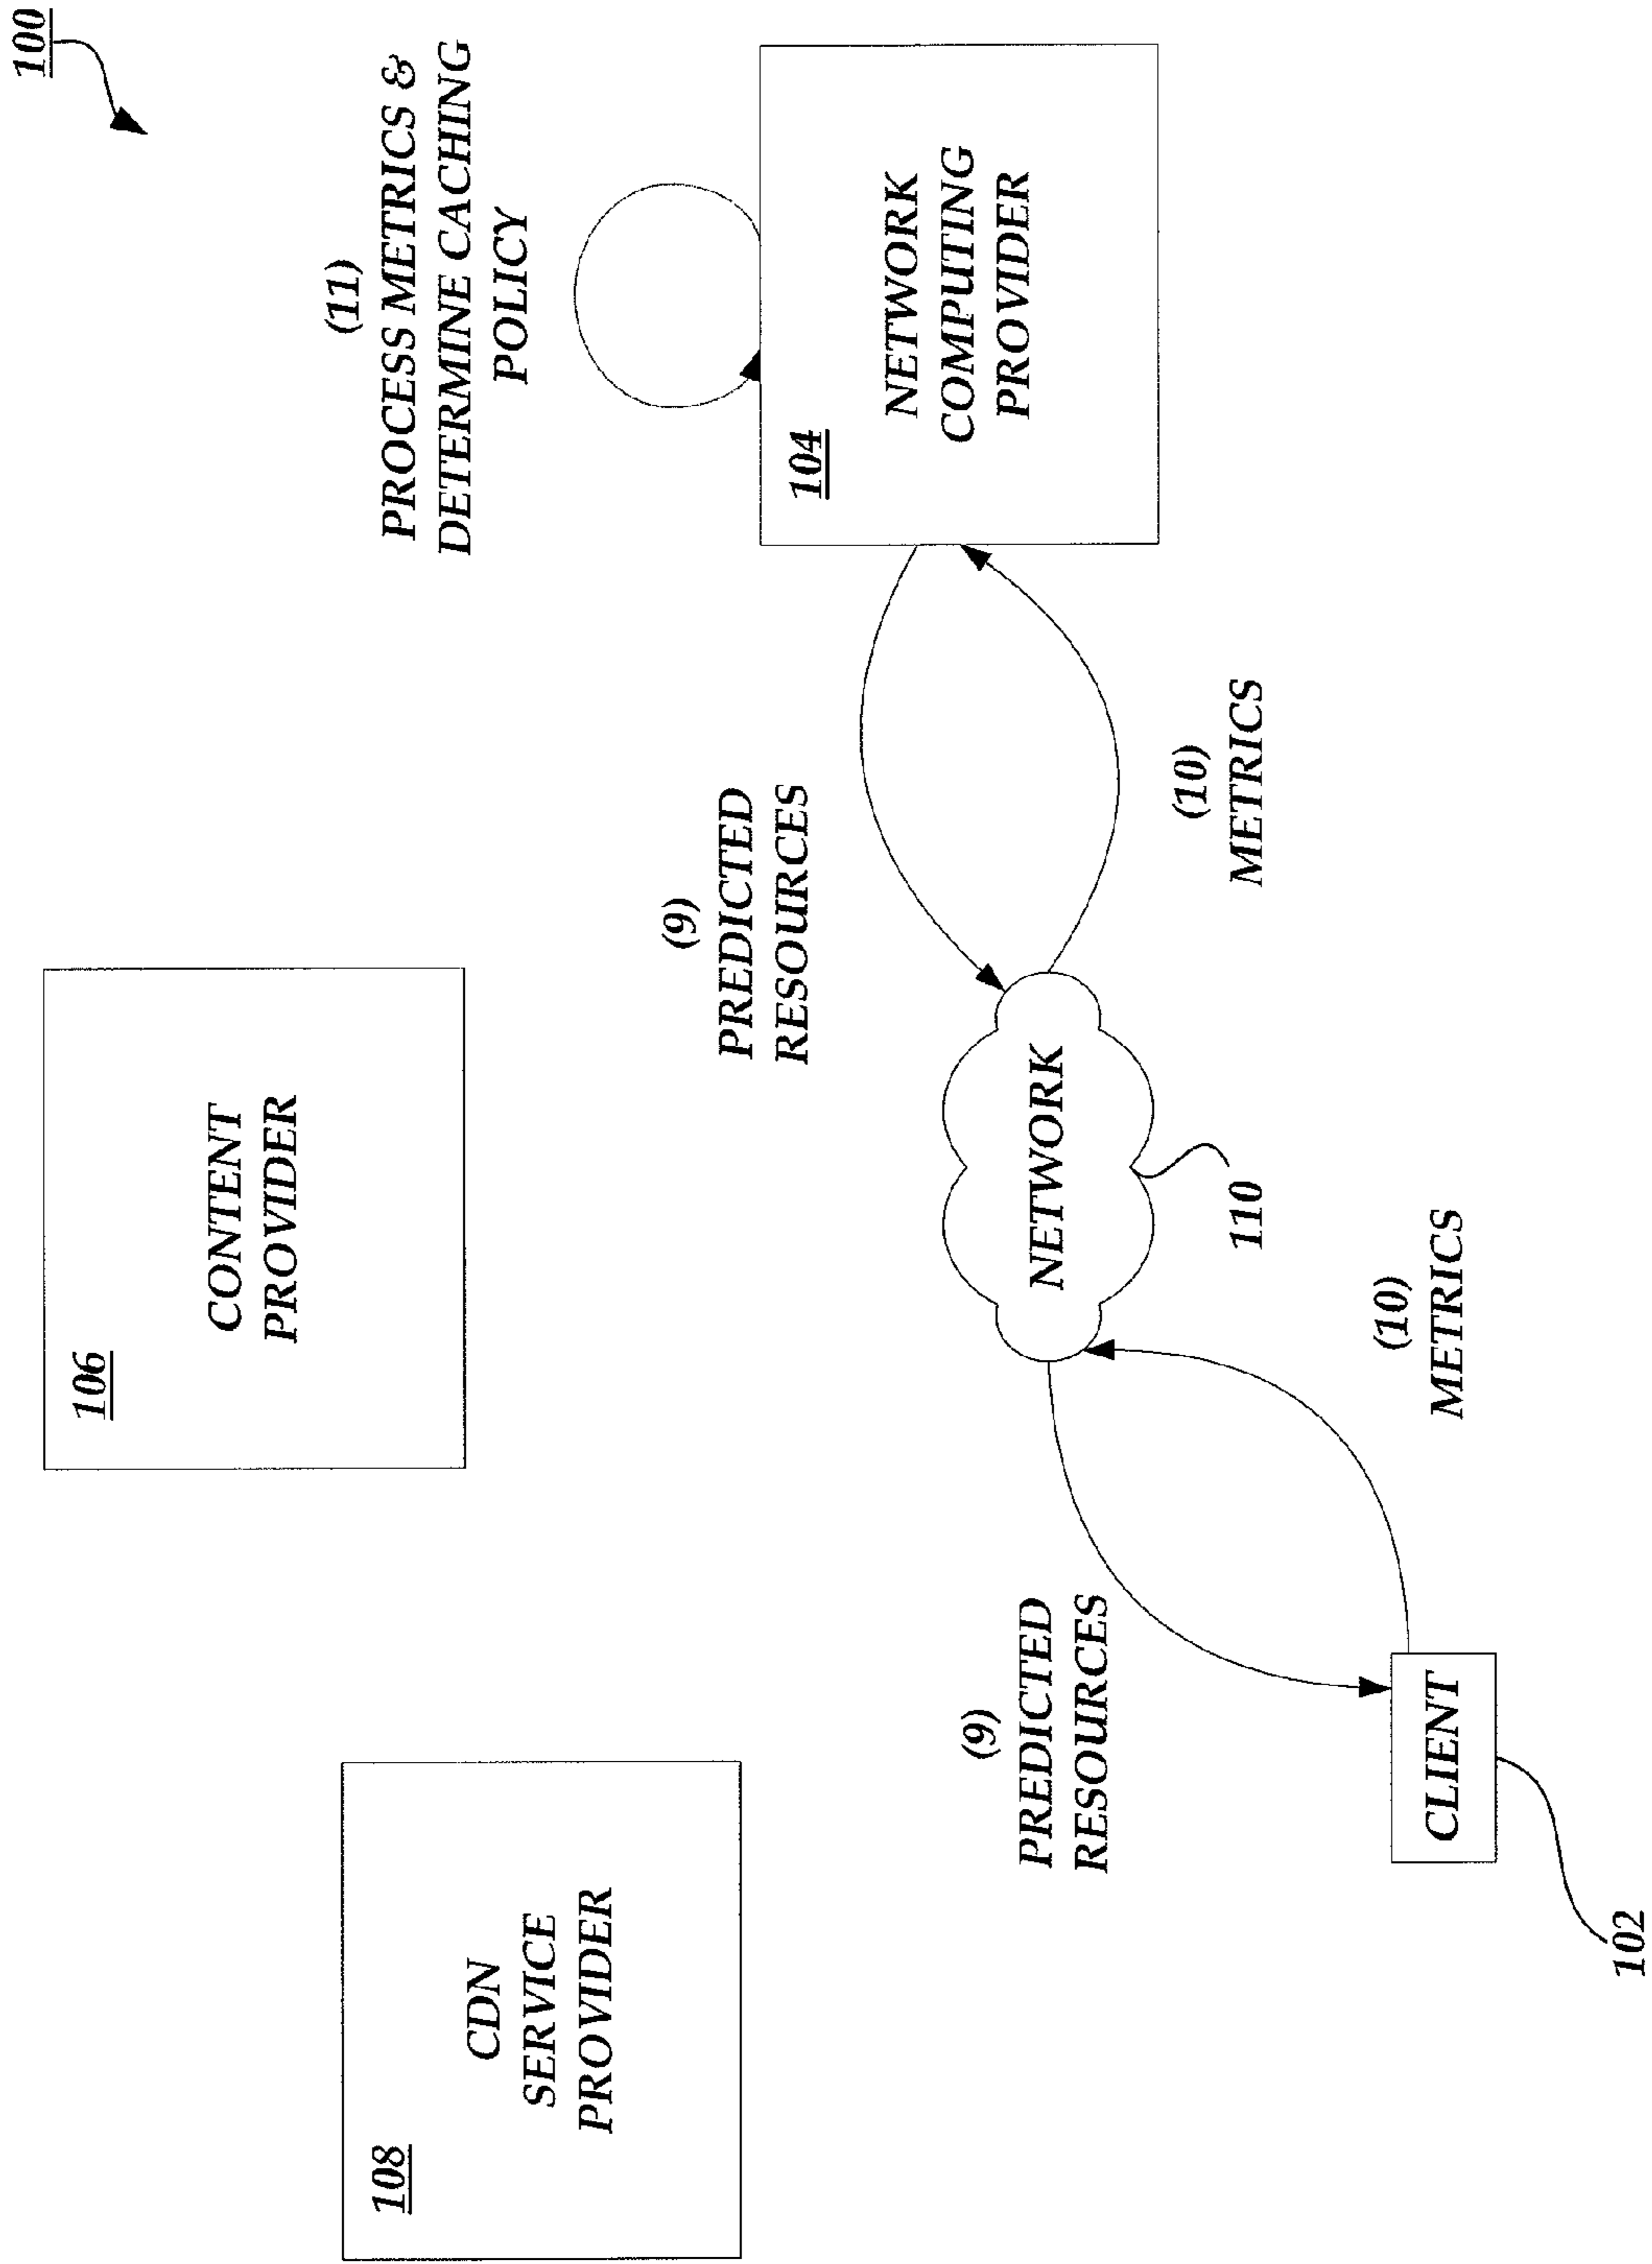 100
(11)
PROCESS METRICS &
DETERMINE CACHING
POLICY
106
CONTENT
PROVIDER
108
CDN
SERVICE
PROVIDER
104
NETWORK
COMPUTING
PROVIDER
(9)
PREDICTED
RESOURCES
(10)
METRICS
NETWORK
110
(9)
PREDICTED
RESOURCES
(10)
METRICS
CLIENT
102